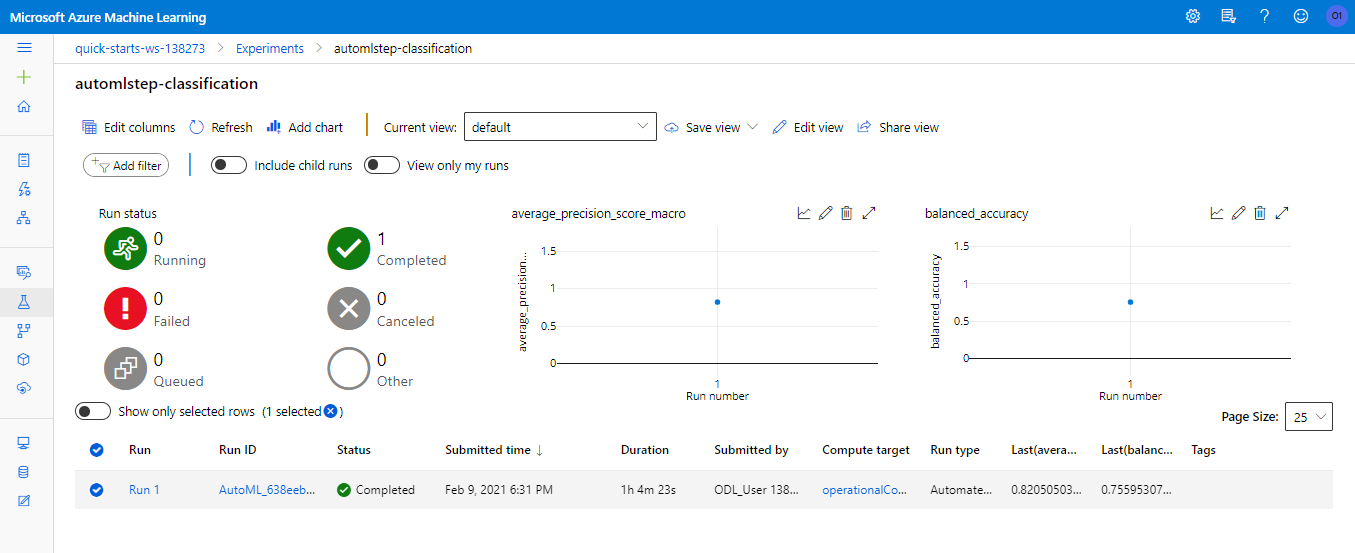 Microsoft Azure Machine Learning
O1
quick-starts-ws-138273 > Experiments > automlstep-classification
automlstep-classification
Edit columns Refresh Add chart Current view: default Save view Edit view Share view
Add filter Include child runs View only my runs
Run status
0
Running
1
Completed
0
Failed
0
Canceled
0
Queued
0
Other
average_precision_score_macro
average_precision...
1.5
1
0.5
0
1
Run number
balanced_accuracy
balanced_accuracy
1.5
1
0.5
0
1
Run number
Show only selected rows (1 selected )
Page Size: 25
Run Run ID Status Submitted time ↓ Duration Submitted by Compute target Run type Last(avera... Last(balanc... Tags
Run 1 AutoML_638eeb... Completed Feb 9, 2021 6:31 PM 1h 4m 23s ODL_User 138... operationalCo... Automate... 0.82050503... 0.75595307...